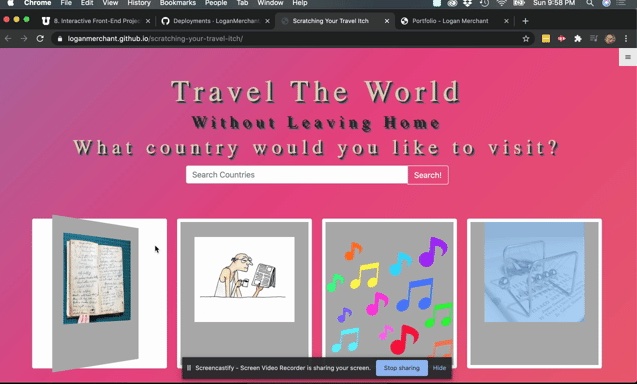 Chrome File Edit View History Bookmarks People Tab Window Help Sun 9:58 PM
8. Interactive Front-End Projec
Deployments · LoganMerchant
Scratching Your Travel Itch
Portfolio - Logan Merchant
loganmerchant.github.io/scratching-your-travel-itch/
Travel The World
Without Leaving Home
What country would you like to visit?
Search Countries
Search!
Screencastify - Screen Video Recorder is sharing your screen.
Stop sharing
Hide